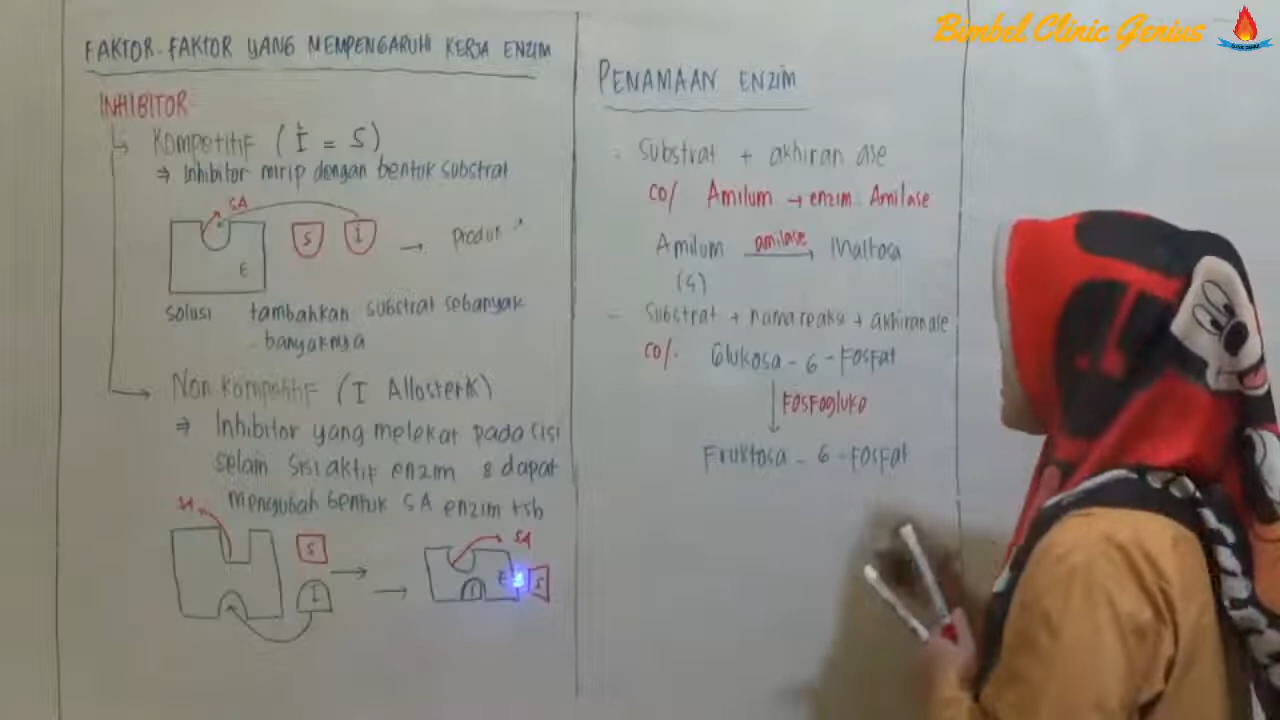 Bimbel Clinic Genius
FAKTOR-FAKTOR YANG MEMPENGARUHI KERJA ENZIM
INHIBITOR
Kompetitif (I = S)
⇒ Inhibitor mirip dengan bentuk substrat
SA
S
I
→ Produk
E
solusi tambahkan substrat sebanyak
banyaknya
Non Kompetitif (I Allosterik)
⇒ Inhibitor yang melekat pada sisi
selain sisi aktif enzim & dapat
mengubah bentuk SA enzim tsb
SA
S
I
SA
E
I
S
PENAMAAN ENZIM
- Substrat + akhiran ase
CO/ Amilum → enzim Amilase
Amilum amilase Maltosa
(S)
- Substrat + nama reaksi + akhiran ase
CO/. Glukosa - 6 - Fosfat
↓ Fosfogluko
Fruktosa - 6 - Fosfat